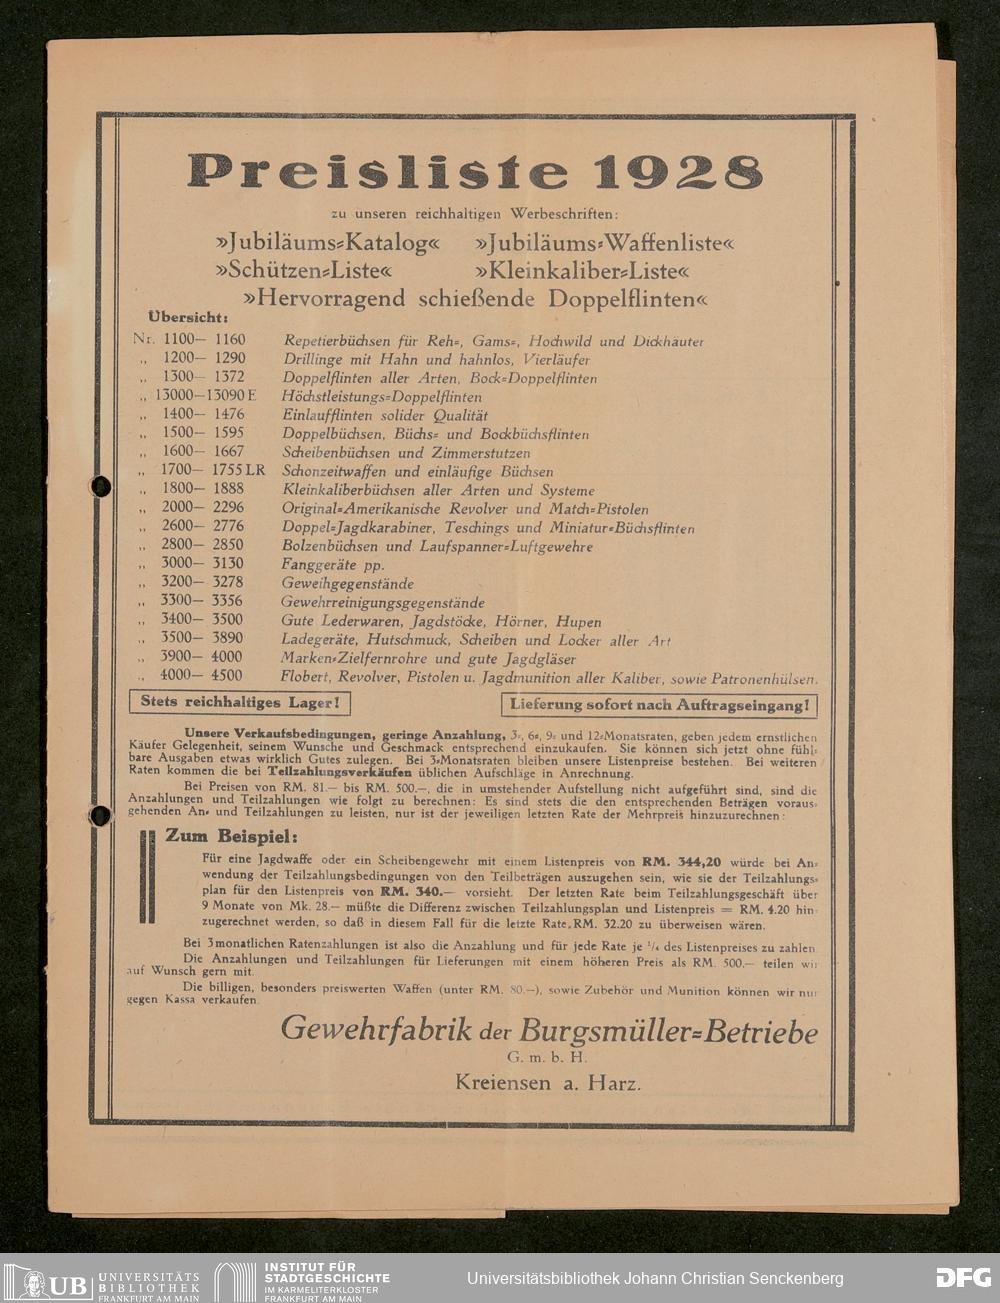 Preisliste 1928
zu unseren reichhaltigen Werbeschriften:
»Jubiläums=Katalog« »Jubiläums=Waffenliste«
»Schützen=Liste« »Kleinkaliber=Liste«
»Hervorragend schießende Doppelflinten«
Übersicht:
Nr. 1100— 1160 Repetierbüchsen für Reh=, Gams=, Hochwild und Dickhäuter
„ 1200— 1290 Drillinge mit Hahn und hahnlos, Vierläufer
„ 1300— 1372 Doppelflinten aller Arten, Bock=Doppelflinten
„ 13000—13090 E Höchstleistungs=Doppelflinten
„ 1400— 1476 Einlaufflinten solider Qualität
„ 1500— 1595 Doppelbüchsen, Büchs= und Bockbüchsflinten
„ 1600— 1667 Scheibenbüchsen und Zimmerstutzen
„ 1700— 1755 LR Schonzeitwaffen und einläufige Büchsen
„ 1800— 1888 Kleinkaliberbüchsen aller Arten und Systeme
„ 2000— 2296 Original=Amerikanische Revolver und Match=Pistolen
„ 2600— 2776 Doppel=Jagdkarabiner, Teschings und Miniatur=Büchsflinten
„ 2800— 2850 Bolzenbüchsen und Laufspanner=Luftgewehre
„ 3000— 3130 Fanggeräte pp.
„ 3200— 3278 Geweihgegenstände
„ 3300— 3356 Gewehrreinigungsgegenstände
„ 3400— 3500 Gute Lederwaren, Jagdstöcke, Hörner, Hupen
„ 3500— 3890 Ladegeräte, Hutschmuck, Scheiben und Locker aller Art
„ 3900— 4000 Marken=Zielfernrohre und gute Jagdgläser
„ 4000— 4500 Flobert, Revolver, Pistolen u. Jagdmunition aller Kaliber, sowie Patronenhülsen.
Stets reichhaltiges Lager! Lieferung sofort nach Auftragseingang!
Unsere Verkaufsbedingungen, geringe Anzahlung, 3=, 6=, 9= und 12=Monatsraten, geben jedem ernstlichen
Käufer Gelegenheit, seinem Wunsche und Geschmack entsprechend einzukaufen. Sie können sich jetzt ohne fühl=
bare Ausgaben etwas wirklich Gutes zulegen. Bei 3=Monatsraten bleiben unsere Listenpreise bestehen. Bei weiteren
Raten kommen die bei Teilzahlungsverkäufen üblichen Aufschläge in Anrechnung.
Bei Preisen von RM. 81.— bis RM. 500.—, die in umstehender Aufstellung nicht aufgeführt sind, sind die
Anzahlungen und Teilzahlungen wie folgt zu berechnen: Es sind stets die den entsprechenden Beträgen voraus=
gehenden An= und Teilzahlungen zu leisten, nur ist der jeweiligen letzten Rate der Mehrpreis hinzuzurechnen:
Zum Beispiel:
Für eine Jagdwaffe oder ein Scheibengewehr mit einem Listenpreis von RM. 344,20 würde bei An=
wendung der Teilzahlungsbedingungen von den Teilbeträgen auszugehen sein, wie sie der Teilzahlungs=
plan für den Listenpreis von RM. 340.— vorsieht. Der letzten Rate beim Teilzahlungsgeschäft über
9 Monate von Mk. 28.— müßte die Differenz zwischen Teilzahlungsplan und Listenpreis = RM. 4.20 hin=
zugerechnet werden, so daß in diesem Fall für die letzte Rate RM. 32.20 zu überweisen wären.
Bei 3 monatlichen Ratenzahlungen ist also die Anzahlung und für jede Rate je ¹/₄ des Listenpreises zu zahlen.
Die Anzahlungen und Teilzahlungen für Lieferungen mit einem höheren Preis als RM. 500.— teilen wir
auf Wunsch gern mit.
Die billigen, besonders preiswerten Waffen (unter RM. 80.—), sowie Zubehör und Munition können wir nur
gegen Kassa verkaufen.
Gewehrfabrik der Burgsmüller=Betriebe
G. m. b. H.
Kreiensen a. Harz.
UB UNIVERSITÄTS
BIBLIOTHEK
FRANKFURT AM MAIN
INSTITUT FÜR
STADTGESCHICHTE
IM KARMELITERKLOSTER
FRANKFURT AM MAIN
Universitätsbibliothek Johann Christian Senckenberg
DFG